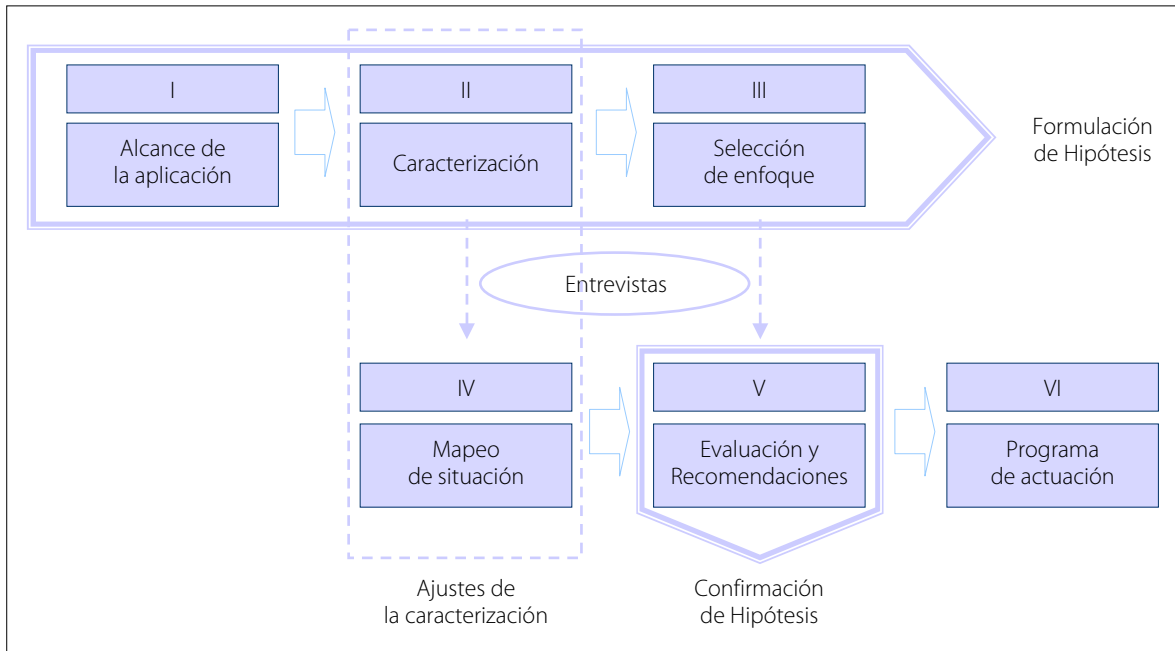 I
II
III
Alcance de
la aplicación
Caracterización
Selección
de enfoque
Formulación
de Hipótesis
Entrevistas
IV
V
VI
Mapeo
de situación
Evaluación y
Recomendaciones
Programa
de actuación
Ajustes de
la caracterización
Confirmación
de Hipótesis